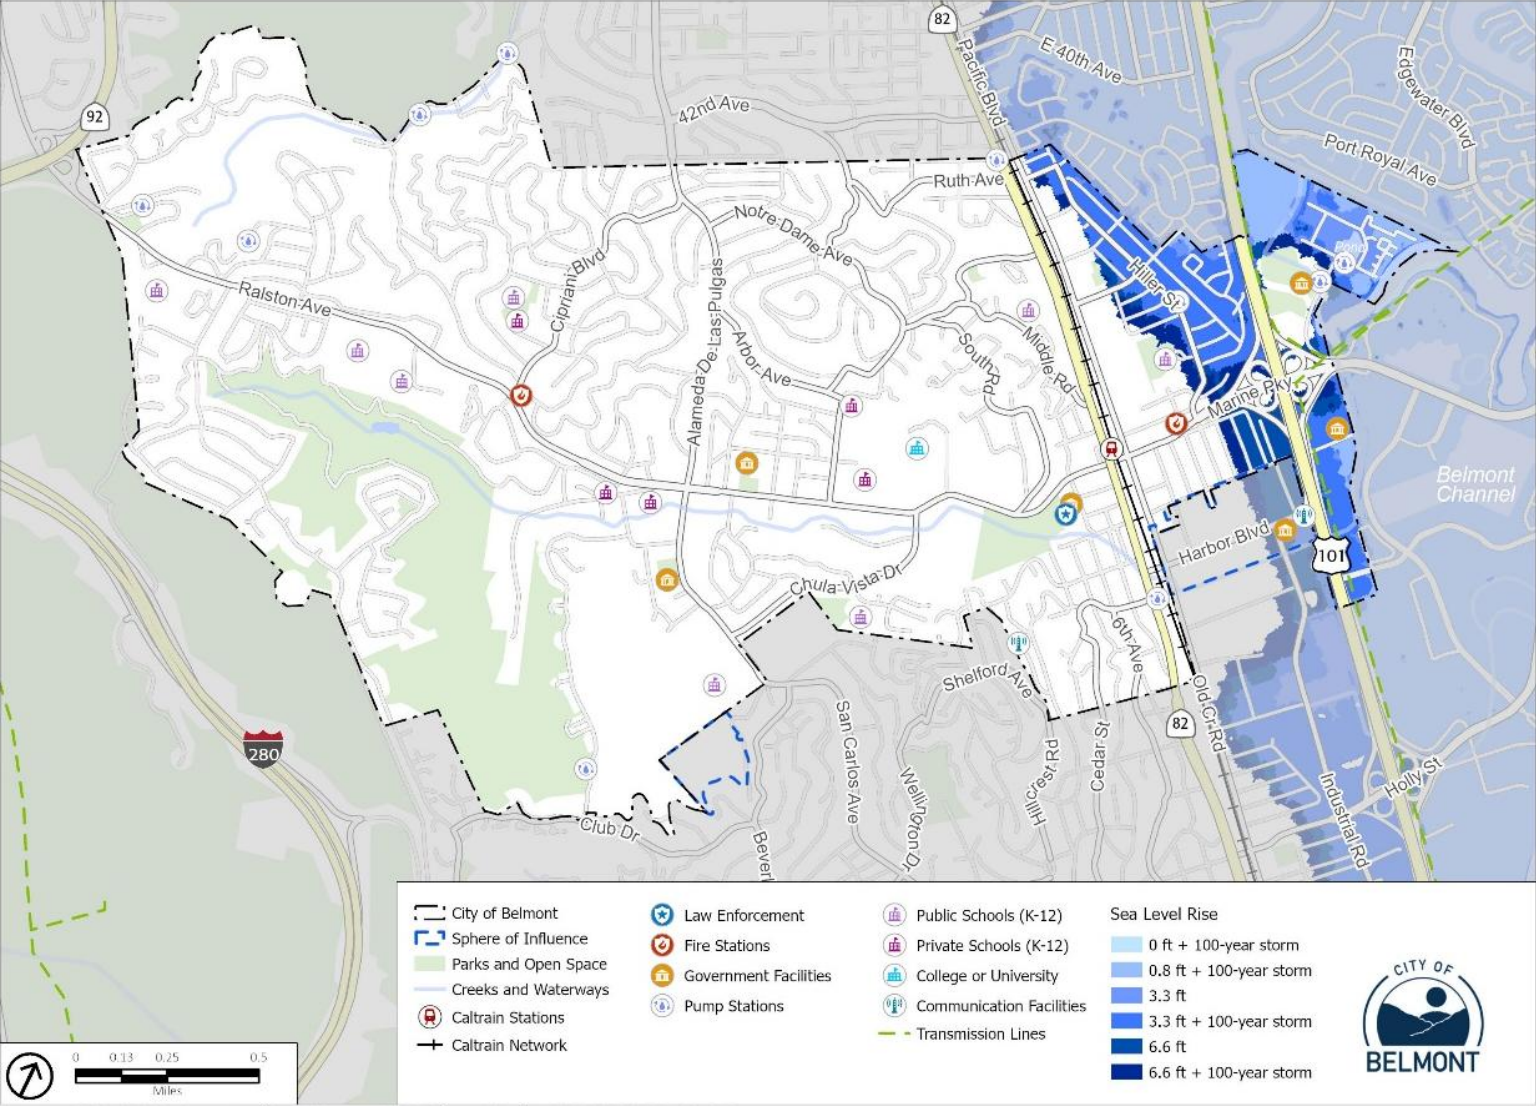 82
Pacific Blvd
E 40th Ave
Edgewater Blvd
92
42nd Ave
Port Royal Ave
Ruth Ave
Notre Dame Ave
Pond
Cipriani Blvd
Alameda De Las Pulgas
Hiller St
Ralston Ave
Arbor Ave
South Rd
Middle Rd
Marine Pky
Belmont
Channel
Harbor Blvd
101
Chula Vista Dr
6th Ave
Shelford Ave
Old Cr Rd
82
San Carlos Ave
Cedar St
280
Hillcrest Rd
Wellington Dr
Holly St
Industrial Rd
Club Dr
Beverl
City of Belmont
Sphere of Influence
Parks and Open Space
Creeks and Waterways
Caltrain Stations
Caltrain Network
Law Enforcement
Fire Stations
Government Facilities
Pump Stations
Public Schools (K-12)
Private Schools (K-12)
College or University
Communication Facilities
Transmission Lines
Sea Level Rise
0 ft + 100-year storm
0.8 ft + 100-year storm
3.3 ft
3.3 ft + 100-year storm
6.6 ft
6.6 ft + 100-year storm
CITY OF
BELMONT
0 0.13 0.25 0.5
Miles